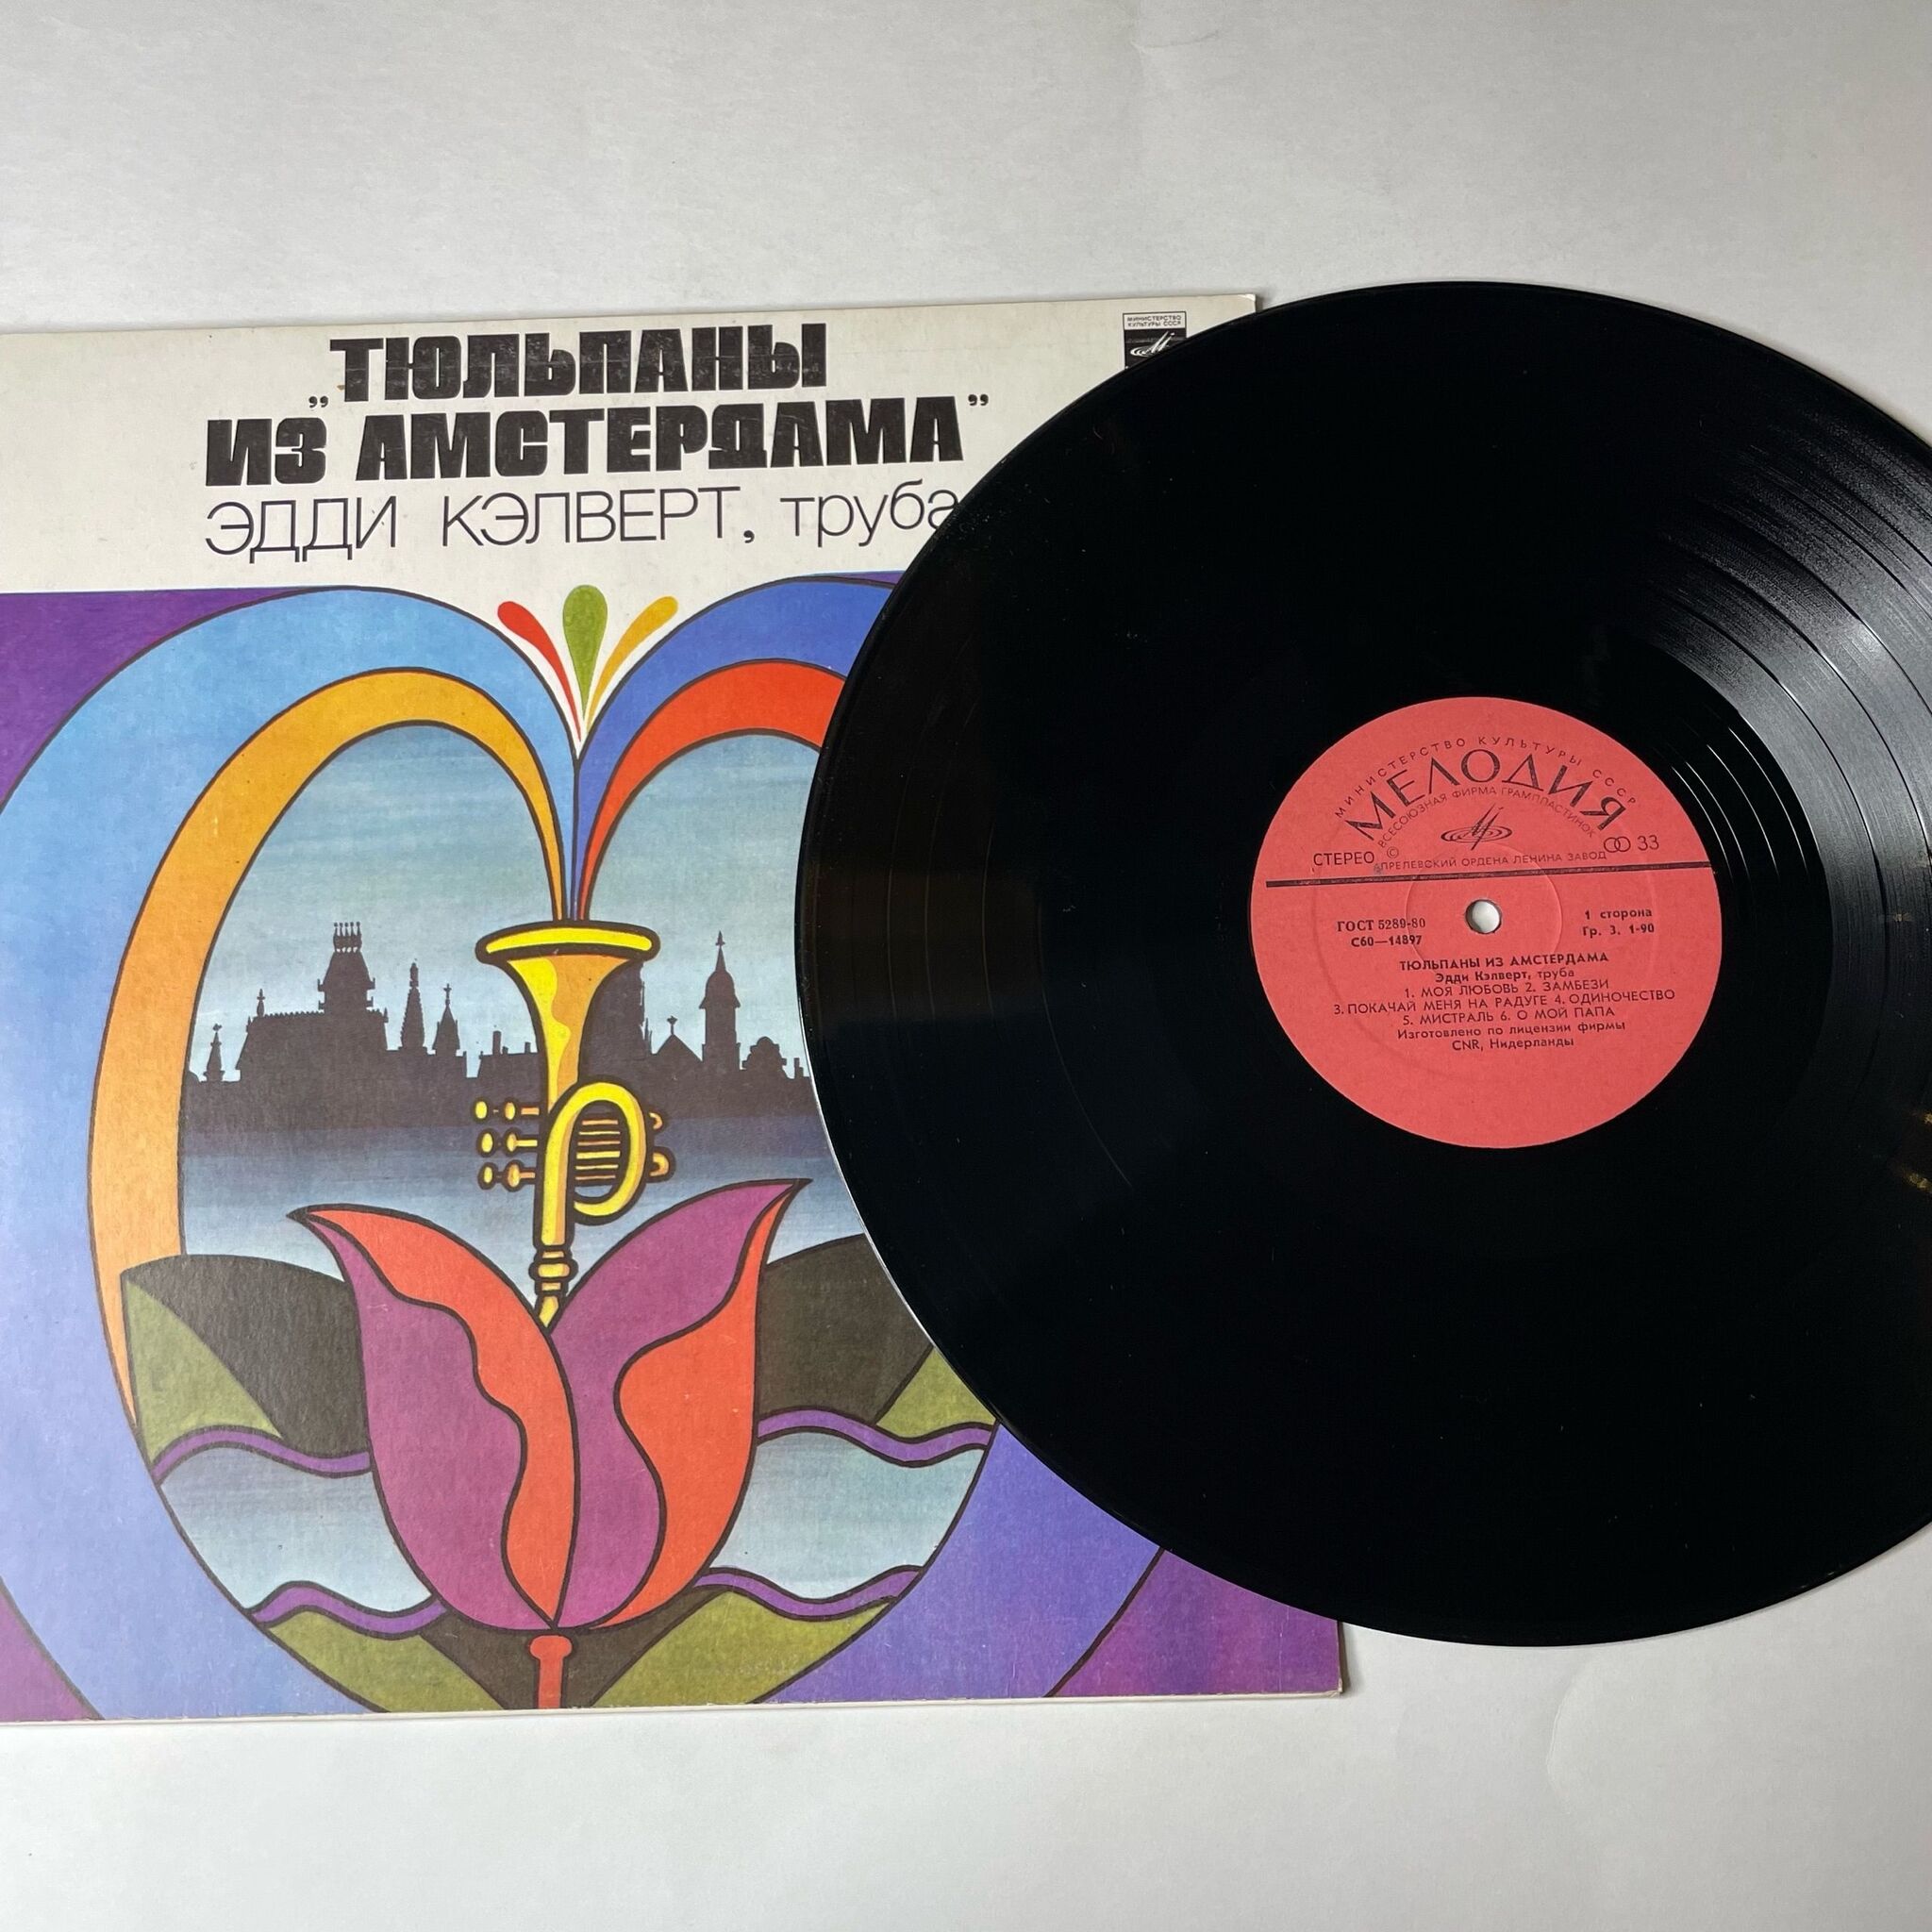 „ТЮЛЬПАНЫ
ИЗ АМСТЕРДАМА”
ЭДДИ КЭЛВЕРТ, труба
МИНИСТЕРСТВО
КУЛЬТУРЫ СССР
МИНИСТЕРСТВО КУЛЬТУРЫ СССР
МЕЛОДИЯ
ВСЕСОЮЗНАЯ ФИРМА ГРАМПЛАСТИНОК
СТЕРЕО © АПРЕЛЕВСКИЙ ОРДЕНА ЛЕНИНА ЗАВОД 33
ГОСТ 5289-80 1 сторона
С60—14897 Гр. 3. 1-90
ТЮЛЬПАНЫ ИЗ АМСТЕРДАМА
Эдди Кэлверт, труба
1. МОЯ ЛЮБОВЬ 2. ЗАМБЕЗИ
3. ПОКАЧАЙ МЕНЯ НА РАДУГЕ 4. ОДИНОЧЕСТВО
5. МИСТРАЛЬ 6. О МОЙ ПАПА
Изготовлено по лицензии фирмы
CNR, Нидерланды